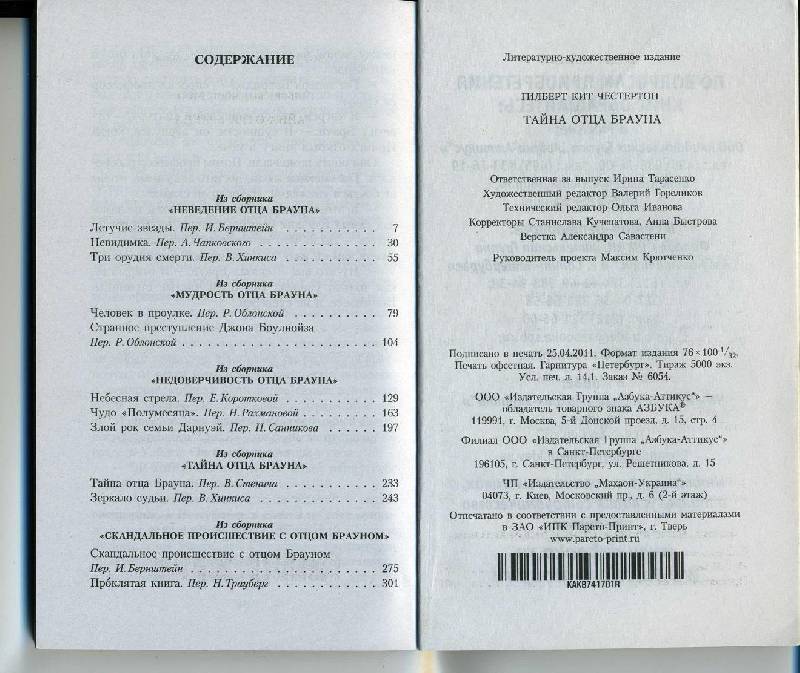 СОДЕРЖАНИЕ
Из сборника
«НЕВЕДЕНИЕ ОТЦА БРАУНА»
Летучие звезды. Пер. И. Бернштейн . . . . . . . . . . . 7
Невидимка. Пер. А. Чапковского . . . . . . . . . . . . . 30
Три орудия смерти. Пер. В. Хинкиса . . . . . . . . . . 55
Из сборника
«МУДРОСТЬ ОТЦА БРАУНА»
Человек в проулке. Пер. Р. Облонской . . . . . . . . . . 79
Странное преступление Джона Боулнойза
Пер. Р. Облонской . . . . . . . . . . . . . . . . . . . . 104
Из сборника
«НЕДОВЕРЧИВОСТЬ ОТЦА БРАУНА»
Небесная стрела. Пер. Е. Коротковой . . . . . . . . . . 129
Чудо «Полумесяца». Пер. Н. Рахмановой . . . . . . . . 163
Злой рок семьи Дарнуэй. Пер. Н. Санникова . . . . . . 197
Из сборника
«ТАЙНА ОТЦА БРАУНА»
Тайна отца Брауна. Пер. В. Стенича . . . . . . . . . . . 233
Зеркало судьи. Пер. В. Хинкиса . . . . . . . . . . . . . 243
Из сборника
«СКАНДАЛЬНОЕ ПРОИСШЕСТВИЕ С ОТЦОМ БРАУНОМ»
Скандальное происшествие с отцом Брауном
Пер. И. Бернштейн . . . . . . . . . . . . . . . . . . . . 275
Проклятая книга. Пер. Н. Трауберг . . . . . . . . . . . . 301
Литературно-художественное издание
ГИЛБЕРТ КИТ ЧЕСТЕРТОН
ТАЙНА ОТЦА БРАУНА
Ответственная за выпуск Ирина Тарасенко
Художественный редактор Валерий Гореликов
Технический редактор Ольга Иванова
Корректоры Станислава Кучепатова, Анна Быстрова
Верстка Александра Савастени
Руководитель проекта Максим Крютченко
Подписано в печать 25.04.2011. Формат издания 76 × 100 1/32.
Печать офсетная. Гарнитура «Петербург». Тираж 5000 экз.
Усл. печ. л. 14,1. Заказ № 6054.
ООО «Издательская Группа „Азбука-Аттикус“» —
обладатель товарного знака АЗБУКА®
119991, г. Москва, 5-й Донской проезд, д. 15, стр. 4
Филиал ООО «Издательская Группа „Азбука-Аттикус“»
в Санкт-Петербурге
196105, г. Санкт-Петербург, ул. Решетникова, д. 15
ЧП «Издательство „Махаон-Украина“»
04073, г. Киев, Московский пр., д. 6 (2-й этаж)
Отпечатано в соответствии с предоставленными материалами
в ЗАО «ИПК Парето-Принт», г. Тверь
www.pareto-print.ru
KAKB741701R